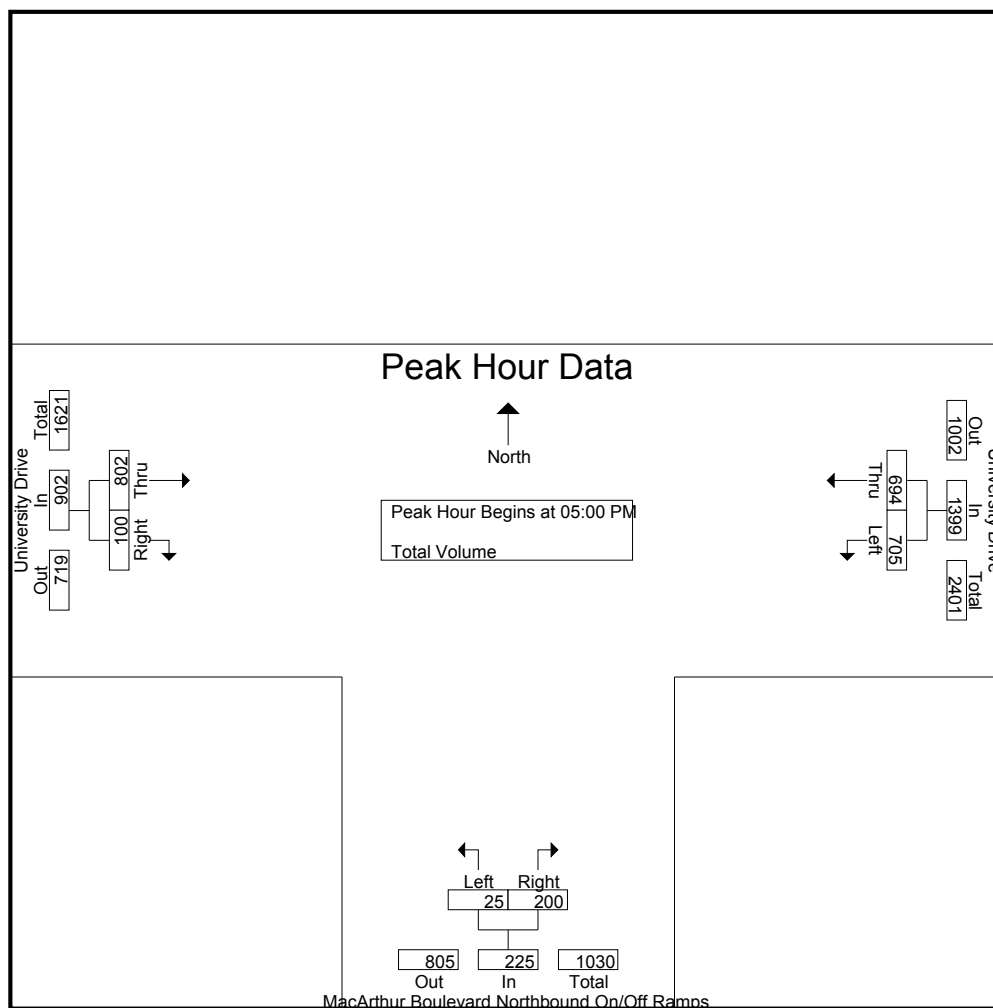 Peak Hour Data
North
Peak Hour Begins at 05:00 PM
Total Volume
University Drive
Total
1621
In
902
Out
719
802
Thru
100
Right
University Drive
Out
1002
In
1399
Total
2401
Thru
694
Left
705
Left Right
25 200
805 225 1030
Out In Total
MacArthur Boulevard Northbound On/Off Ramps